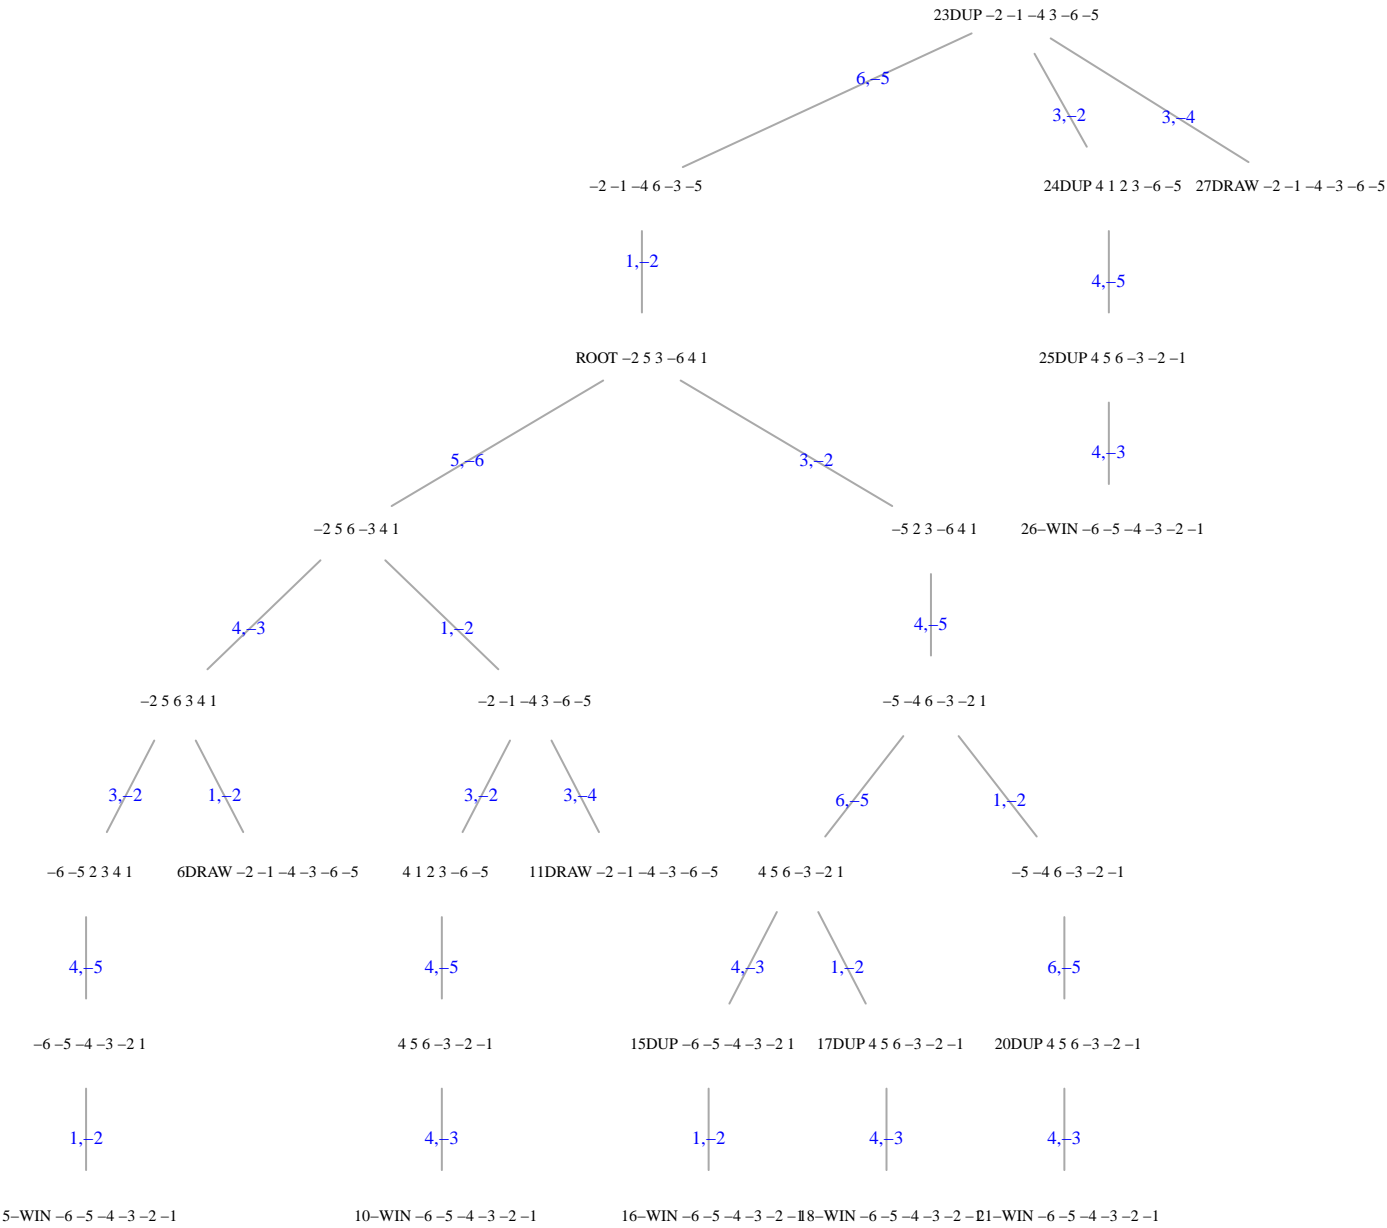 23DUP −2 −1 −4 3 −6 −5
6,−5
3,−2
3,−4
−2 −1 −4 6 −3 −5
24DUP 4 1 2 3 −6 −5
27DRAW −2 −1 −4 −3 −6 −5
1,−2
4,−5
ROOT −2 5 3 −6 4 1
25DUP 4 5 6 −3 −2 −1
5,−6
3,−2
4,−3
−2 5 6 −3 4 1
−5 2 3 −6 4 1
26−WIN −6 −5 −4 −3 −2 −1
4,−3
1,−2
4,−5
−2 5 6 3 4 1
−2 −1 −4 3 −6 −5
−5 −4 6 −3 −2 1
3,−2
1,−2
3,−2
3,−4
6,−5
1,−2
−6 −5 2 3 4 1
6DRAW −2 −1 −4 −3 −6 −5
4 1 2 3 −6 −5
11DRAW −2 −1 −4 −3 −6 −5
4 5 6 −3 −2 1
−5 −4 6 −3 −2 −1
4,−5
4,−5
4,−3
1,−2
6,−5
−6 −5 −4 −3 −2 1
4 5 6 −3 −2 −1
15DUP −6 −5 −4 −3 −2 1
17DUP 4 5 6 −3 −2 −1
20DUP 4 5 6 −3 −2 −1
1,−2
4,−3
1,−2
4,−3
4,−3
5−WIN −6 −5 −4 −3 −2 −1
10−WIN −6 −5 −4 −3 −2 −1
16−WIN −6 −5 −4 −3 −2 −1
18−WIN −6 −5 −4 −3 −2 −1
21−WIN −6 −5 −4 −3 −2 −1